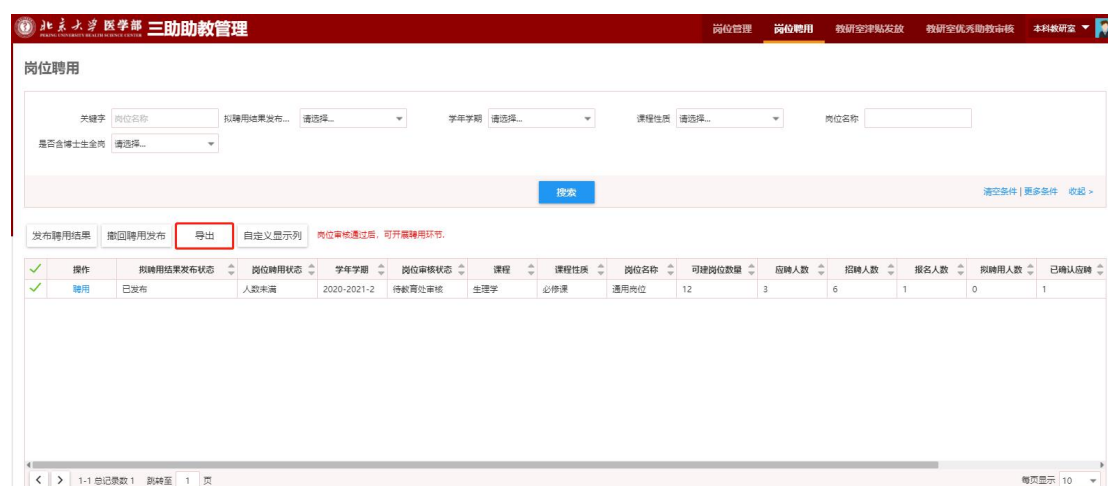 北京大学医学部 三助助教管理 岗位管理 岗位聘用 教研室津贴发放 教研室优秀助教审核 本科教研室
PEKING UNIVERSITY HEALTH SCIENCE CENTER
岗位聘用
关键字 岗位名称 拟聘用结果发布... 请选择... 学年学期 请选择... 课程性质 请选择... 岗位名称
是否含博士生全岗 请选择...
搜索 清空条件 | 更多条件 收起
发布聘用结果 撤回聘用发布 导出 自定义显示列 岗位审核通过后，可开展聘用环节.
操作 拟聘用结果发布状态 岗位聘用状态 学年学期 岗位审核状态 课程 课程性质 岗位名称 可建岗位数量 应聘人数 招聘人数 报名人数 拟聘用人数 已确认应聘
聘用 已发布 人数未满 2020-2021-2 待教育处审核 生理学 必修课 通用岗位 12 3 6 1 0 1
1-1 总记录数 1 跳转至 1 页 每页显示 10